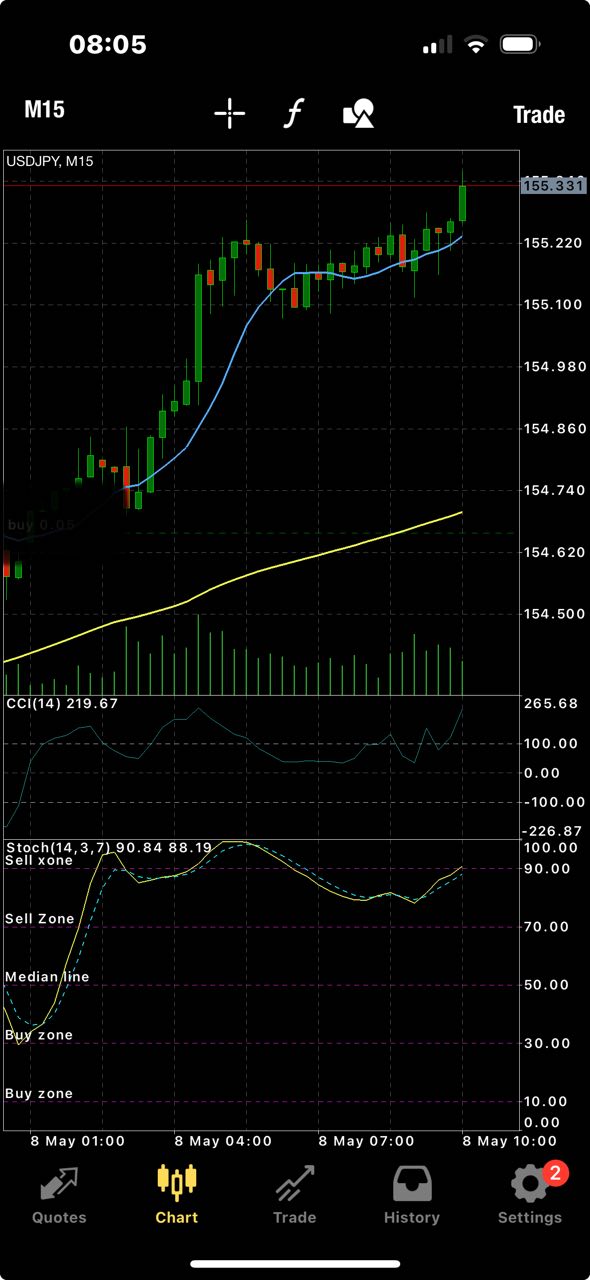 08:05
M15
f
Trade
USDJPY, M15
155.331
155.220
155.100
154.980
154.860
154.740
buy 0.05
154.620
154.500
CCI(14) 219.67
265.68
100.00
0.00
-100.00
-226.87
Stoch(14,3,7) 90.84 88.19
100.00
Sell xone
90.00
Sell Zone
70.00
Median line
50.00
Buy zone
30.00
Buy zone
10.00
0.00
8 May 01:00 8 May 04:00 8 May 07:00 8 May 10:00
2
Quotes Chart Trade History Settings